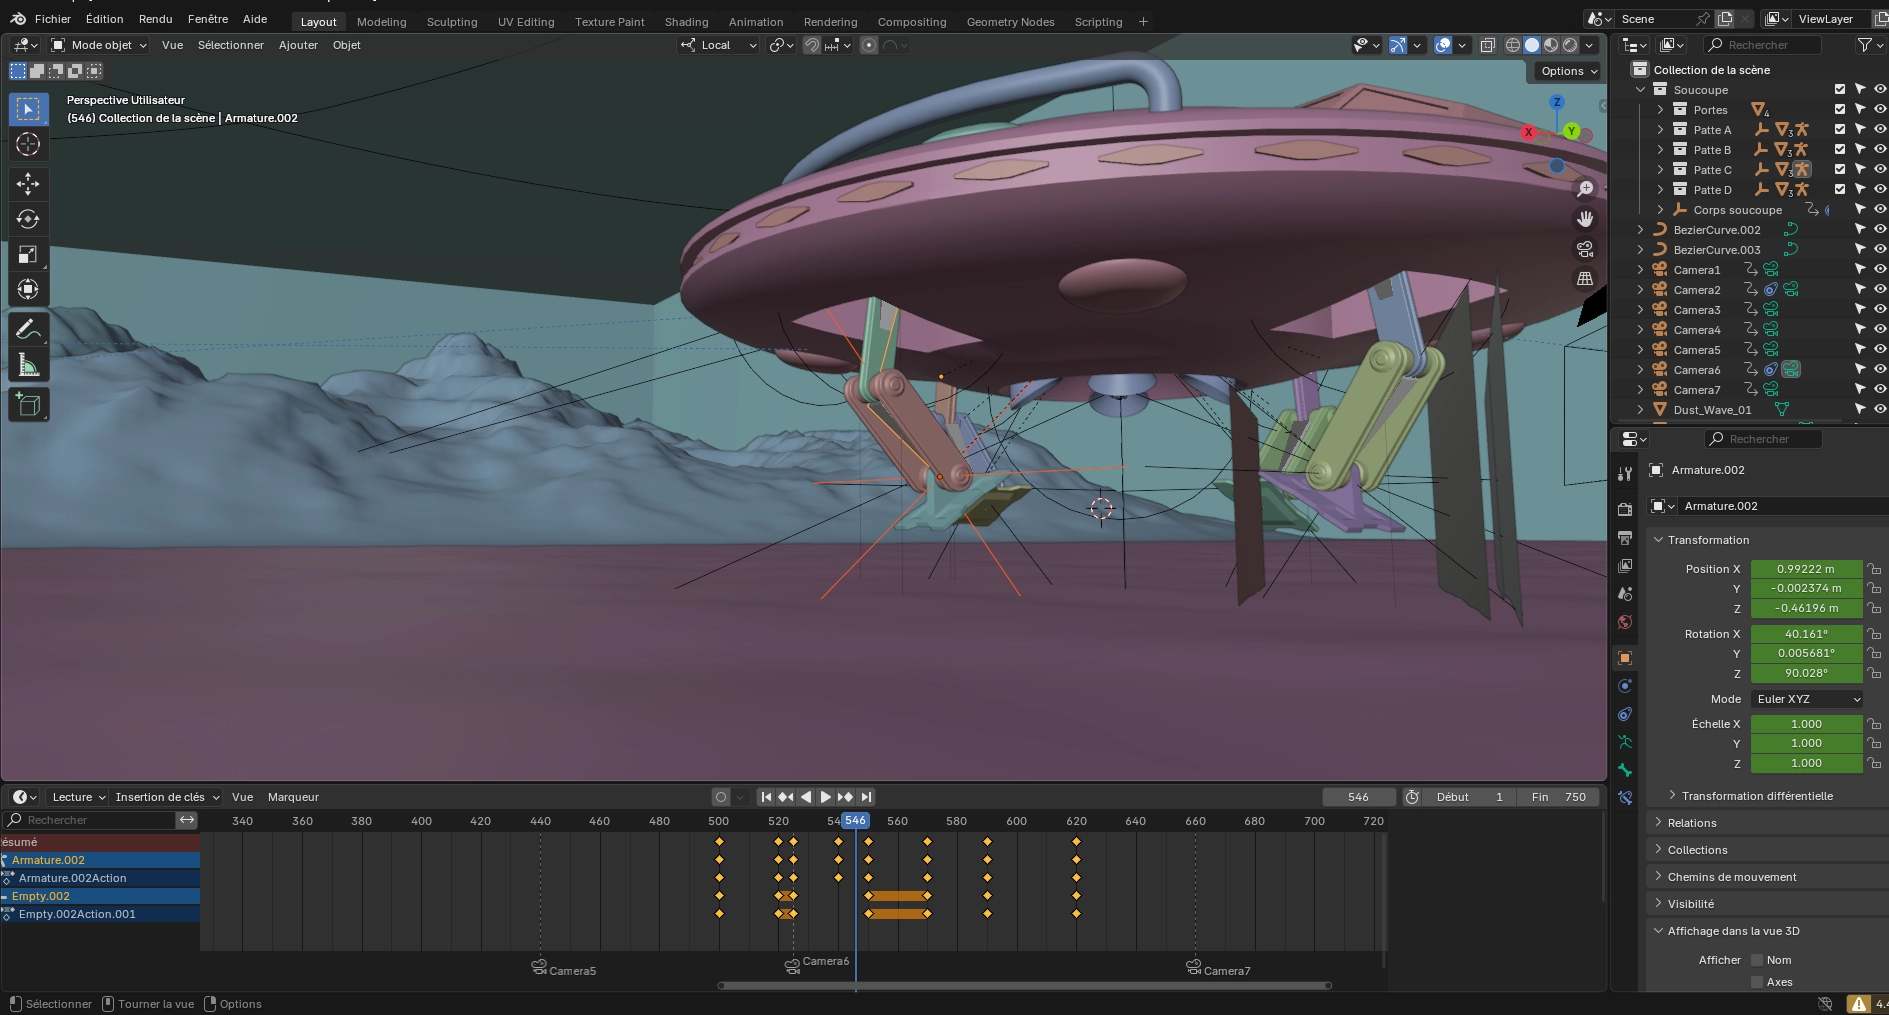 Fichier Édition Rendu Fenêtre Aide Layout Modeling Sculpting UV Editing Texture Paint Shading Animation Rendering Compositing Geometry Nodes Scripting + Scene ViewLayer
Mode objet Vue Sélectionner Ajouter Objet Local Rechercher
Options
Perspective Utilisateur
(546) Collection de la scène | Armature.002
Z
X Y
Collection de la scène
Soucoupe
Portes 4
Patte A 3
Patte B 3
Patte C 3
Patte D 3
Corps soucoupe
BezierCurve.002
BezierCurve.003
Camera1
Camera2
Camera3
Camera4
Camera5
Camera6
Camera7
Dust_Wave_01
Rechercher
Armature.002
Armature.002
Transformation
Position X 0.99222 m
Y -0.002374 m
Z -0.46196 m
Rotation X 40.161°
Y 0.005681°
Z 90.028°
Mode Euler XYZ
Échelle X 1.000
Y 1.000
Z 1.000
Transformation différentielle
Relations
Collections
Chemins de mouvement
Visibilité
Affichage dans la vue 3D
Afficher Nom
Axes
Lecture Insertion de clés Vue Marqueur 546 Début 1 Fin 750
Rechercher 340 360 380 400 420 440 460 480 500 520 54 546 560 580 600 620 640 660 680 700 720
ésumé
Armature.002
Armature.002Action
Empty.002
Empty.002Action.001
Camera5 Camera6 Camera7
Sélectionner Tourner la vue Options 4.